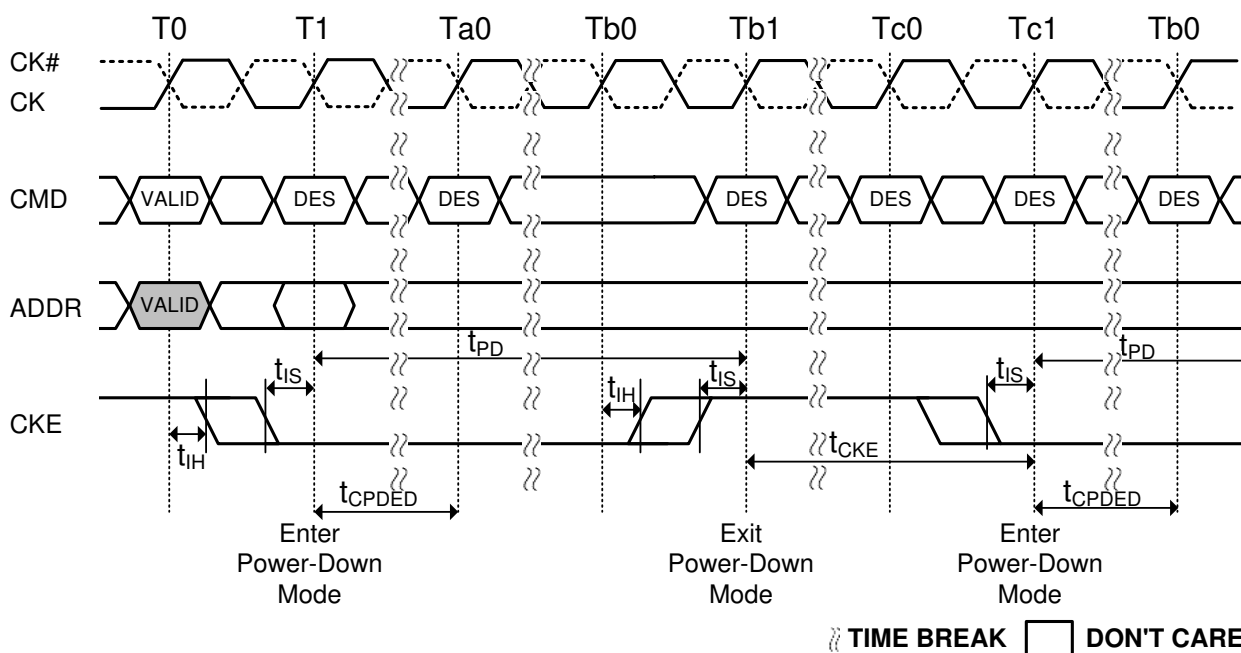 T0 T1 Ta0 Tb0 Tb1 Tc0 Tc1 Tb0
CK#
CK
CMD VALID DES DES DES DES DES DES
ADDR VALID
tPD tPD
tIS tIH tIS tIS
CKE
tIH tCKE
tCPDED tCPDED
Enter Power-Down Mode
Exit Power-Down Mode
Enter Power-Down Mode
TIME BREAK DON'T CARE